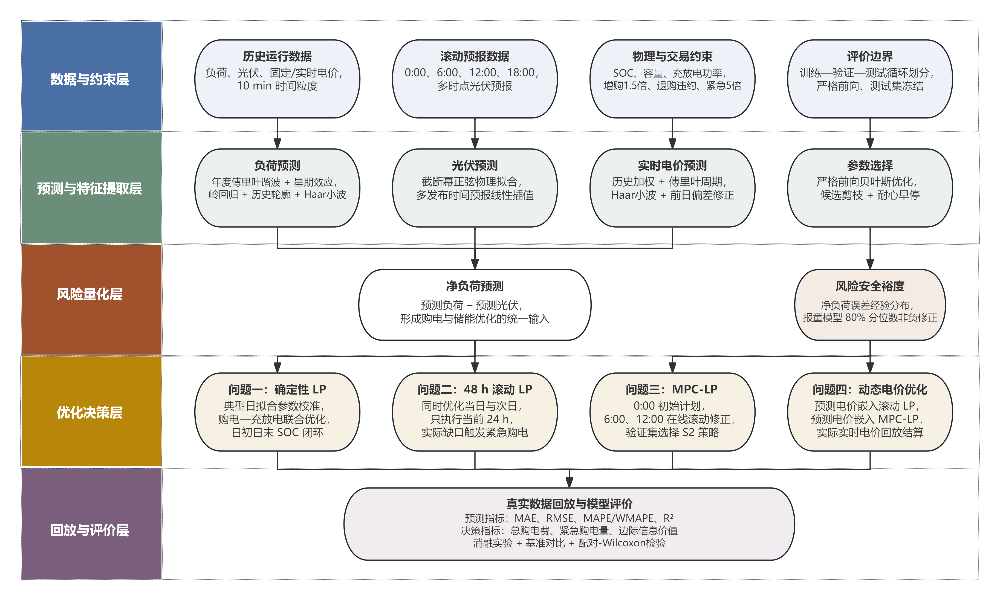 数据与约束层
历史运行数据
负荷、光伏、固定/实时电价，
10 min 时间粒度
滚动预报数据
0:00、6:00、12:00、18:00，
多时点光伏预报
物理与交易约束
SOC、容量、充放电功率，
增购1.5倍、退购违约、紧急5倍
评价边界
训练—验证—测试循环划分，
严格前向、测试集冻结
预测与特征提取层
负荷预测
年度傅里叶谐波 + 星期效应，
岭回归 + 历史轮廓 + Haar小波
光伏预测
截断幂正弦物理拟合，
多发布时间预报线性插值
实时电价预测
历史加权 + 傅里叶周期，
Haar小波 + 前日偏差修正
参数选择
严格前向贝叶斯优化，
候选剪枝 + 耐心早停
风险量化层
净负荷预测
预测负荷 – 预测光伏，
形成购电与储能优化的统一输入
风险安全裕度
净负荷误差经验分布，
报童模型 80% 分位数非负修正
优化决策层
问题一：确定性 LP
典型日拟合参数校准，
购电—充放电联合优化，
日初日末 SOC 闭环
问题二：48 h 滚动 LP
同时优化当日与次日，
只执行当前 24 h，
实际缺口触发紧急购电
问题三：MPC-LP
0:00 初始计划，
6:00、12:00 在线滚动修正，
验证集选择 S2 策略
问题四：动态电价优化
预测电价嵌入滚动 LP，
预测电价嵌入 MPC-LP，
实际实时电价回放结算
回放与评价层
真实数据回放与模型评价
预测指标：MAE、RMSE、MAPE/WMAPE、R²
决策指标：总购电费、紧急购电量、边际信息价值
消融实验 + 基准对比 + 配对-Wilcoxon检验